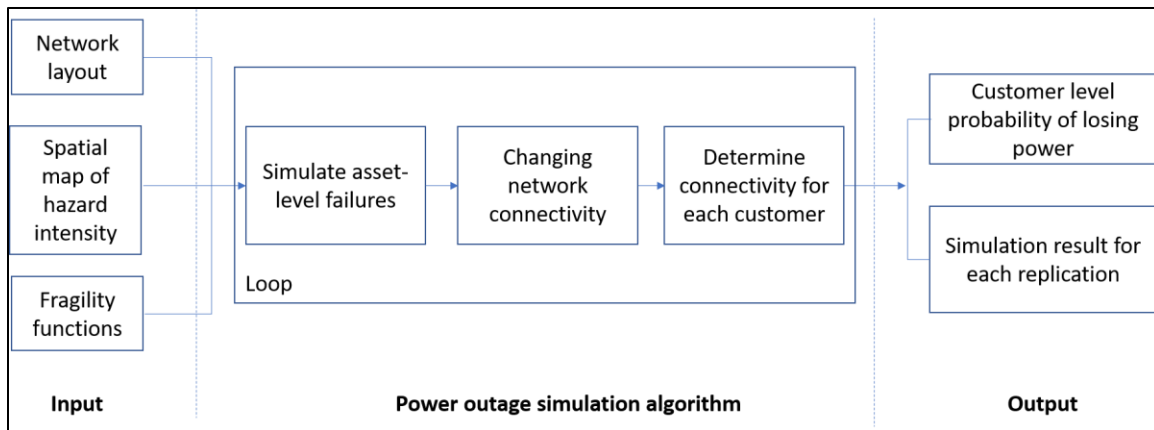 Network
layout
Spatial
map of
hazard
intensity
Fragility
functions
Simulate asset-
level failures
Changing
network
connectivity
Determine
connectivity for
each customer
Loop
Customer level
probability of losing
power
Simulation result for
each replication
Input
Power outage simulation algorithm
Output